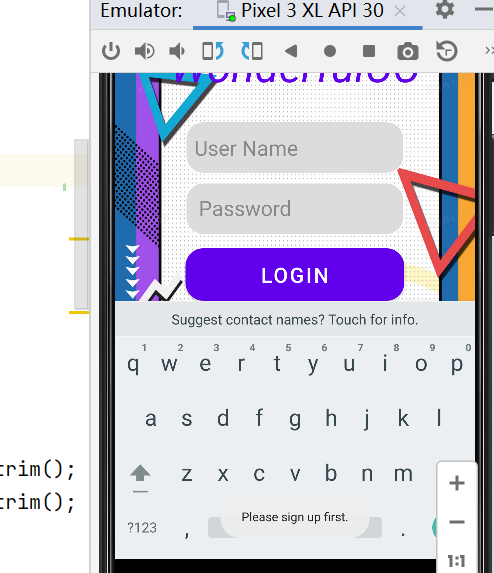 Emulator: Pixel 3 XL API 30
User Name
Password
LOGIN
Suggest contact names? Touch for info.
1 2 3 4 5 6 7 8 9 0
q w e r t y u i o p
a s d f g h j k l
z x c v b n m
trim();
trim();
?123 , .
Please sign up first.
1:1